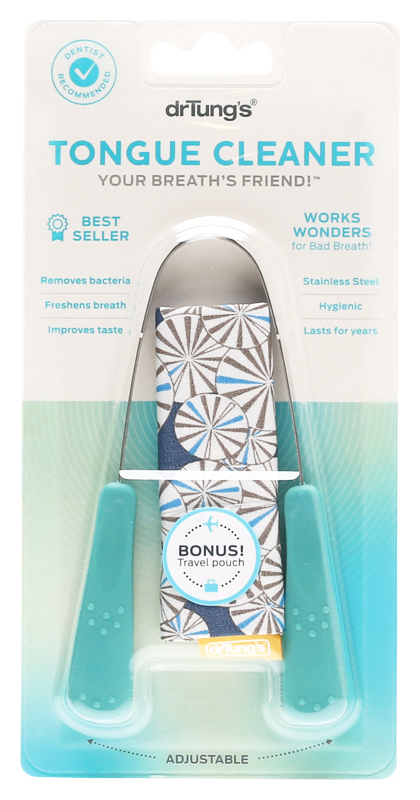 DENTIST
RECOMMENDED
drTung's®
TONGUE CLEANER
YOUR BREATH'S FRIEND!™
BEST
SELLER
WORKS
WONDERS
for Bad Breath!
Removes bacteria
Freshens breath
Improves taste
Stainless Steel
Hygienic
Lasts for years
BONUS!
Travel pouch
drTung's
ADJUSTABLE